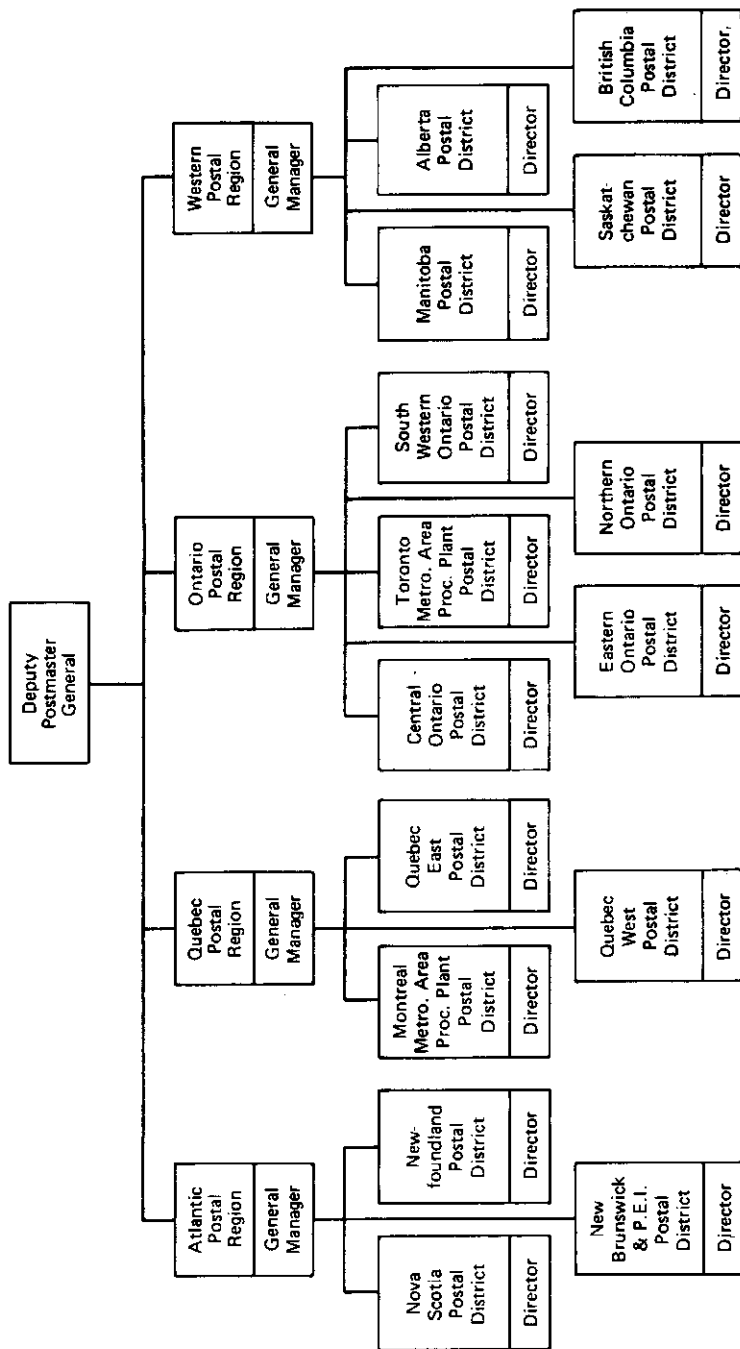 Deputy
Postmaster
General
Atlantic
Postal
Region
General
Manager
Quebec
Postal
Region
General
Manager
Ontario
Postal
Region
General
Manager
Western
Postal
Region
General
Manager
Nova
Scotia
Postal
District
Director
New-
foundland
Postal
District
Director
New
Brunswick
& P.E.I.
Postal
District
Director
Montreal
Metro. Area
Proc. Plant
Postal
District
Director
Quebec
East
Postal
District
Director
Quebec
West
Postal
District
Director
Central
Ontario
Postal
District
Director
Toronto
Metro. Area
Proc. Plant
Postal
District
Director
South
Western
Ontario
Postal
District
Director
Eastern
Ontario
Postal
District
Director
Northern
Ontario
Postal
District
Director
Manitoba
Postal
District
Director
Alberta
Postal
District
Director
Saskat-
chewan
Postal
District
Director
British
Columbia
Postal
District
Director.